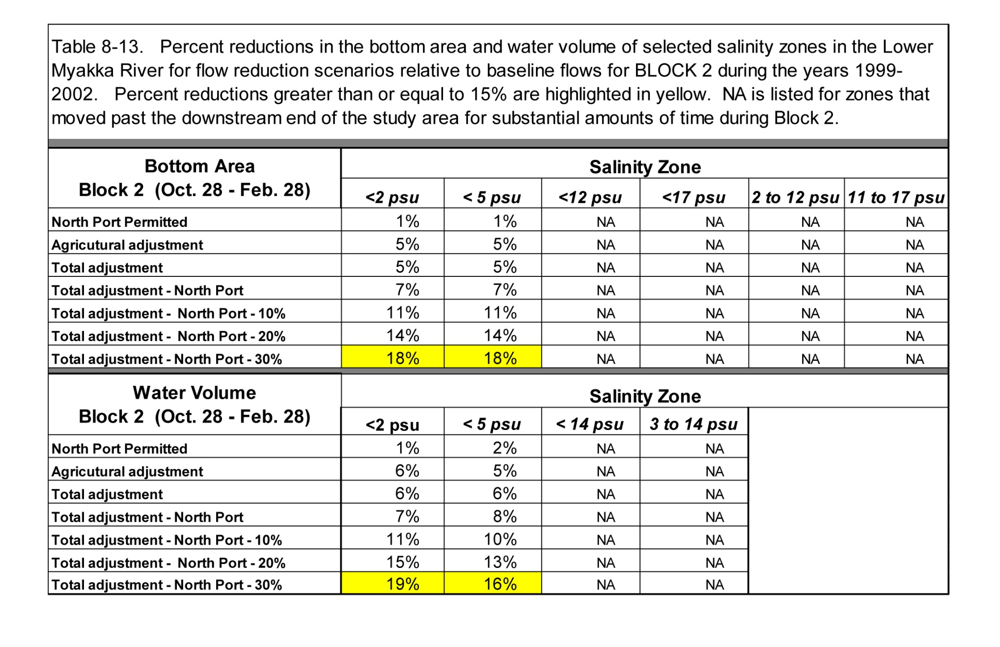 Table 8-13. Percent reductions in the bottom area and water volume of selected salinity zones in the Lower
Myakka River for flow reduction scenarios relative to baseline flows for BLOCK 2 during the years 1999-
2002. Percent reductions greater than or equal to 15% are highlighted in yellow. NA is listed for zones that
moved past the downstream end of the study area for substantial amounts of time during Block 2.
Bottom Area
Block 2 (Oct. 28 - Feb. 28)
Salinity Zone
<2 psu < 5 psu <12 psu <17 psu 2 to 12 psu 11 to 17 psu
North Port Permitted 1% 1% NA NA NA NA
Agricutural adjustment 5% 5% NA NA NA NA
Total adjustment 5% 5% NA NA NA NA
Total adjustment - North Port 7% 7% NA NA NA NA
Total adjustment - North Port - 10% 11% 11% NA NA NA NA
Total adjustment - North Port - 20% 14% 14% NA NA NA NA
Total adjustment - North Port - 30% 18% 18% NA NA NA NA
Water Volume
Block 2 (Oct. 28 - Feb. 28)
Salinity Zone
<2 psu < 5 psu < 14 psu 3 to 14 psu
North Port Permitted 1% 2% NA NA
Agricutural adjustment 6% 5% NA NA
Total adjustment 6% 6% NA NA
Total adjustment - North Port 7% 8% NA NA
Total adjustment - North Port - 10% 11% 10% NA NA
Total adjustment - North Port - 20% 15% 13% NA NA
Total adjustment - North Port - 30% 19% 16% NA NA